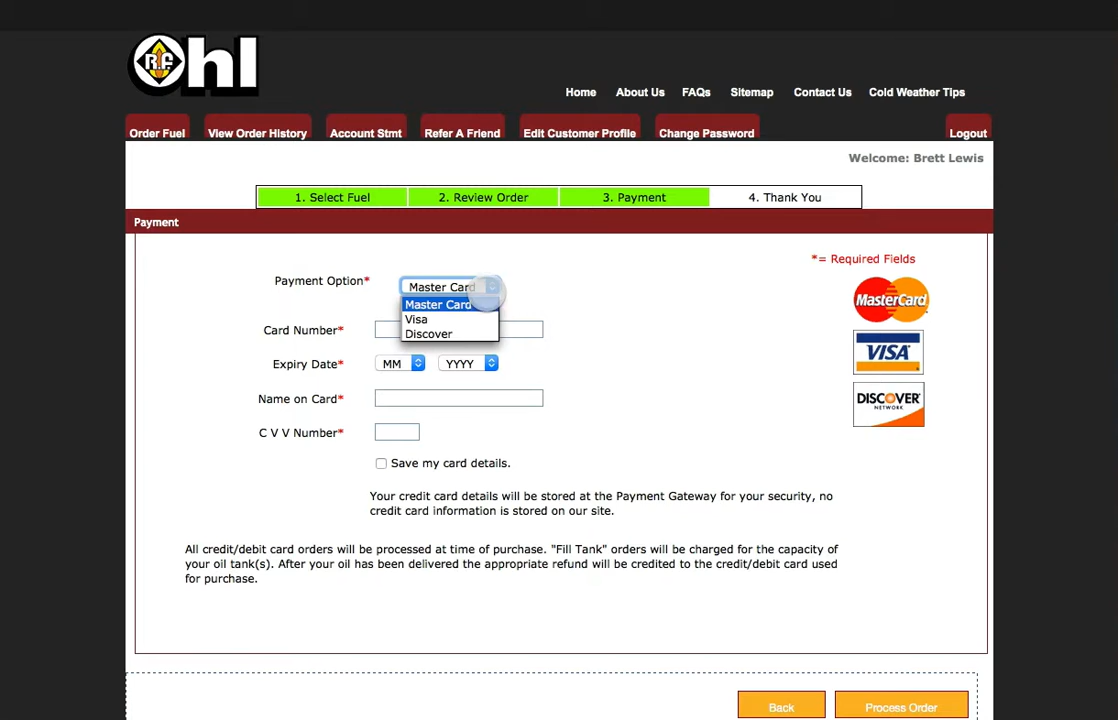 R.F. Ohl
Home About Us FAQs Sitemap Contact Us Cold Weather Tips
Order Fuel View Order History Account Stmt Refer A Friend Edit Customer Profile Change Password Logout
Welcome: Brett Lewis
1. Select Fuel 2. Review Order 3. Payment 4. Thank You
Payment
*= Required Fields
Payment Option* Master Card
Master Card
Visa
Discover
Card Number*
Expiry Date* MM YYYY
Name on Card*
C V V Number*
Save my card details.
MasterCard
VISA
DISCOVER
NETWORK
Your credit card details will be stored at the Payment Gateway for your security, no
credit card information is stored on our site.
All credit/debit card orders will be processed at time of purchase. "Fill Tank" orders will be charged for the capacity of
your oil tank(s). After your oil has been delivered the appropriate refund will be credited to the credit/debit card used
for purchase.
Back Process Order